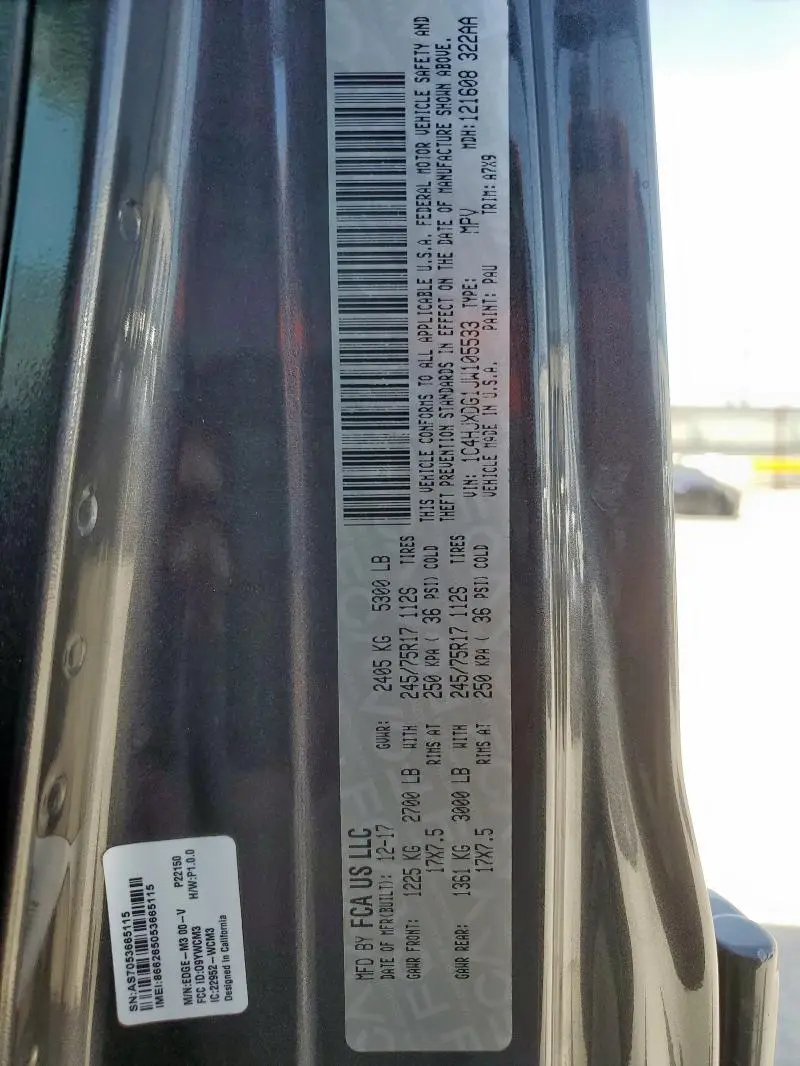 MFD BY FCA US LLC
DATE OF MFR(BUILT): 12-17 GVWR: 2405 KG 5300 LB
GAWR FRONT: 1225 KG 2700 LB WITH 245/75R17 112S TIRES
17X7.5 RIMS AT 250 KPA ( 36 PSI) COLD
GAWR REAR: 1361 KG 3000 LB WITH 245/75R17 112S TIRES
17X7.5 RIMS AT 250 KPA ( 36 PSI) COLD
THIS VEHICLE CONFORMS TO ALL APPLICABLE U.S.A. FEDERAL MOTOR VEHICLE SAFETY AND
THEFT PREVENTION STANDARDS IN EFFECT ON THE DATE OF MANUFACTURE SHOWN ABOVE.
VIN: 1C4HJXDG1JW105533 TYPE: MPV MDH:121608 322AA
VEHICLE MADE IN U.S.A. PAINT: PAU TRIM: A7X9
SN:AS7053665115
IMEI:866265053665115
P22150
M/N:EDGE-M3 00-V H/W:P1.0.0
FCC ID:O9YWCM3
IC:22952-WCM3
Designed in California